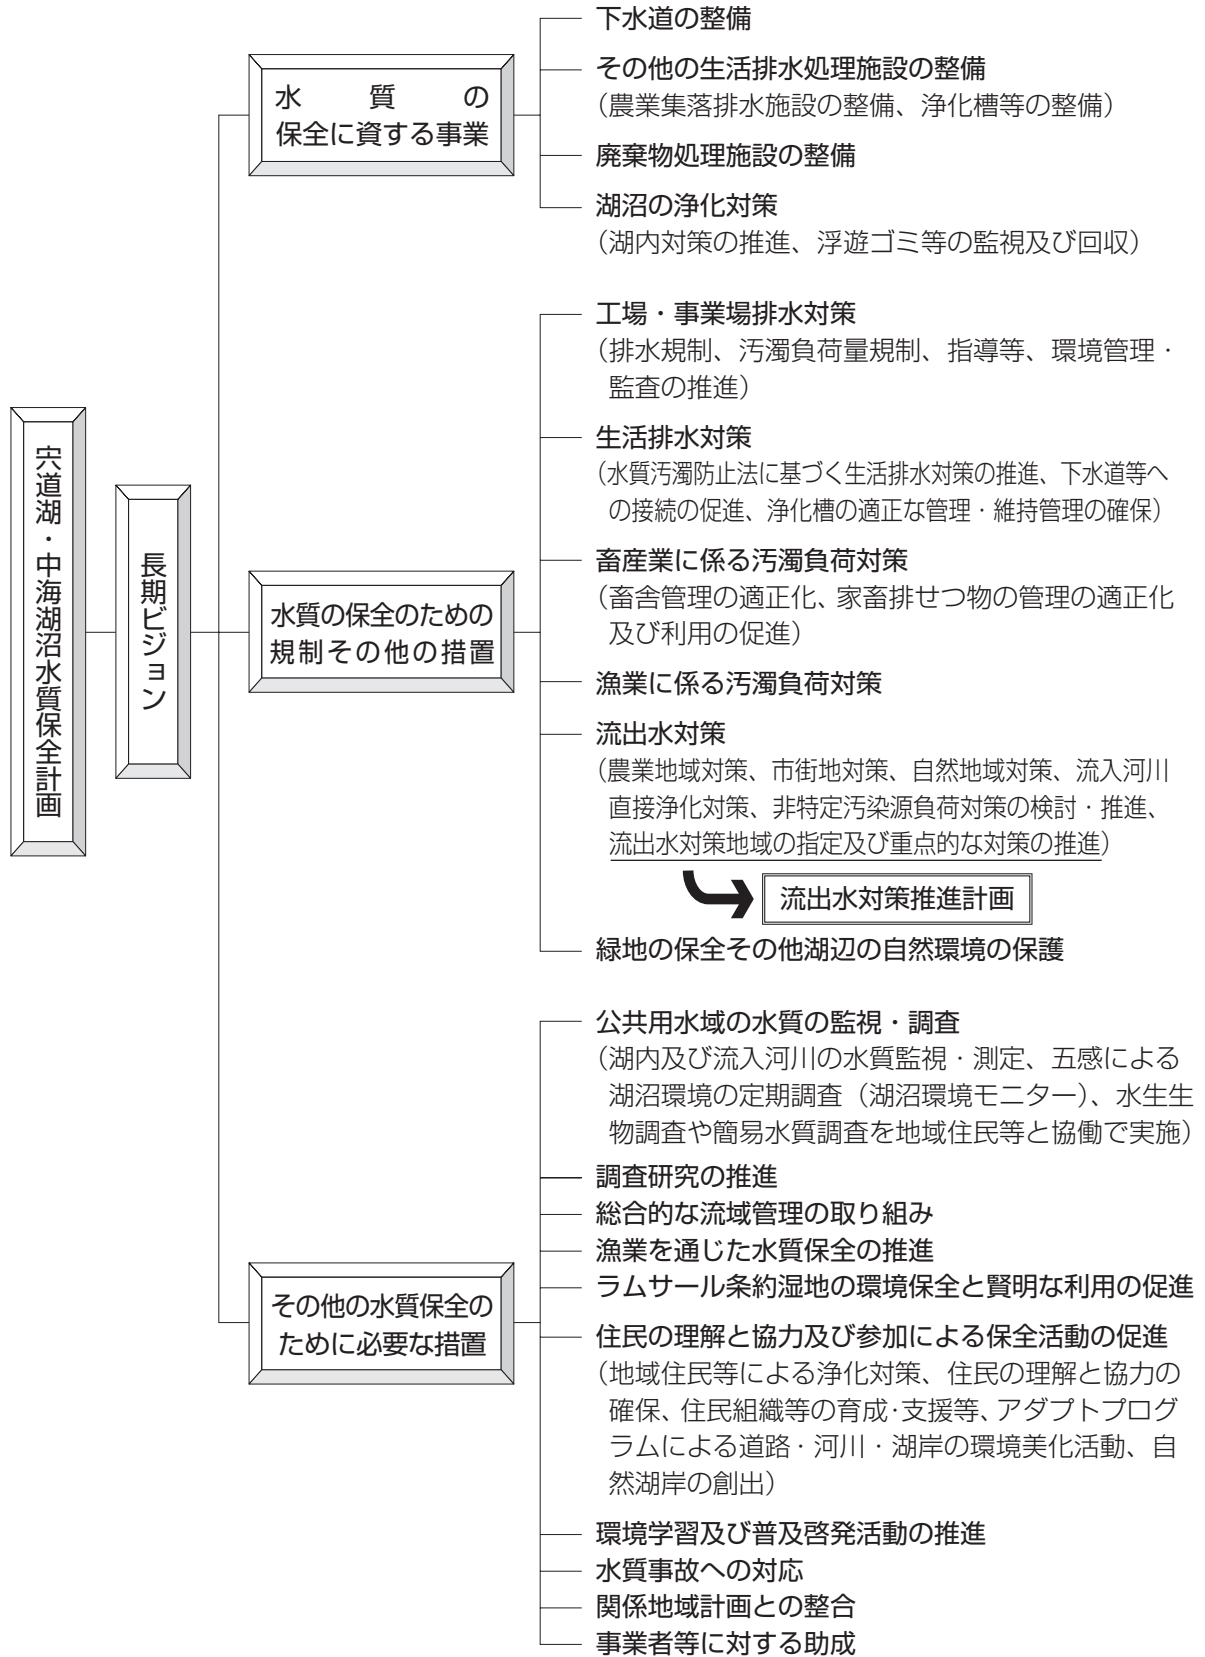 宍道湖・中海湖沼水質保全計画
長期ビジョン
水質の
保全に資する事業
下水道の整備
その他の生活排水処理施設の整備
（農業集落排水施設の整備、浄化槽等の整備）
廃棄物処理施設の整備
湖沼の浄化対策
（湖内対策の推進、浮遊ゴミ等の監視及び回収）
水質の保全のための
規制その他の措置
工場・事業場排水対策
（排水規制、汚濁負荷量規制、指導等、環境管理・
監査の推進）
生活排水対策
（水質汚濁防止法に基づく生活排水対策の推進、下水道等へ
の接続の促進、浄化槽の適正な管理・維持管理の確保）
畜産業に係る汚濁負荷対策
（畜舎管理の適正化、家畜排せつ物の管理の適正化
及び利用の促進）
漁業に係る汚濁負荷対策
流出水対策
（農業地域対策、市街地対策、自然地域対策、流入河川
直接浄化対策、非特定汚染源負荷対策の検討・推進、
流出水対策地域の指定及び重点的な対策の推進）
流出水対策推進計画
緑地の保全その他湖辺の自然環境の保護
その他の水質保全の
ために必要な措置
公共用水域の水質の監視・調査
（湖内及び流入河川の水質監視・測定、五感による
湖沼環境の定期調査（湖沼環境モニター）、水生生
物調査や簡易水質調査を地域住民等と協働で実施）
調査研究の推進
総合的な流域管理の取り組み
漁業を通じた水質保全の推進
ラムサール条約湿地の環境保全と賢明な利用の促進
住民の理解と協力及び参加による保全活動の促進
（地域住民等による浄化対策、住民の理解と協力の
確保、住民組織等の育成・支援等、アダプトプログ
ラムによる道路・河川・湖岸の環境美化活動、自
然湖岸の創出）
環境学習及び普及啓発活動の推進
水質事故への対応
関係地域計画との整合
事業者等に対する助成